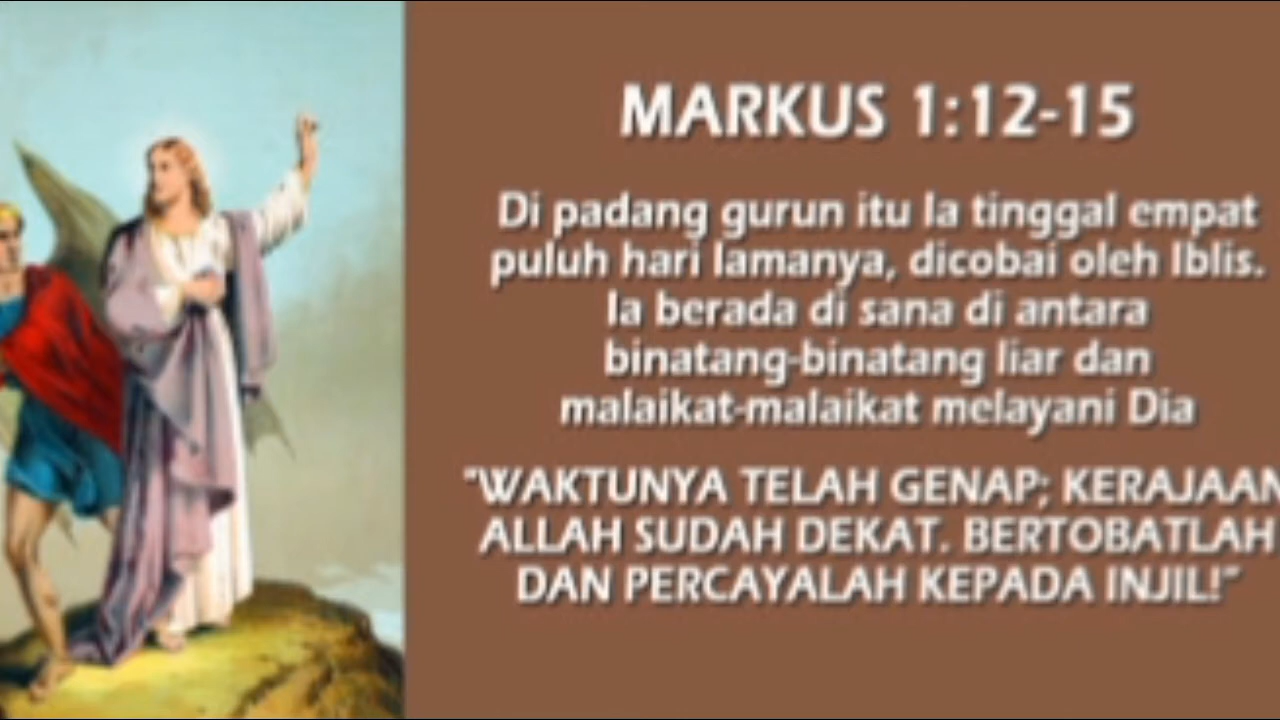 MARKUS 1:12-15
Di padang gurun itu Ia tinggal empat
puluh hari lamanya, dicobai oleh Iblis.
Ia berada di sana di antara
binatang-binatang liar dan
malaikat-malaikat melayani Dia
"WAKTUNYA TELAH GENAP; KERAJAAN
ALLAH SUDAH DEKAT. BERTOBATLAH
DAN PERCAYALAH KEPADA INJIL!"